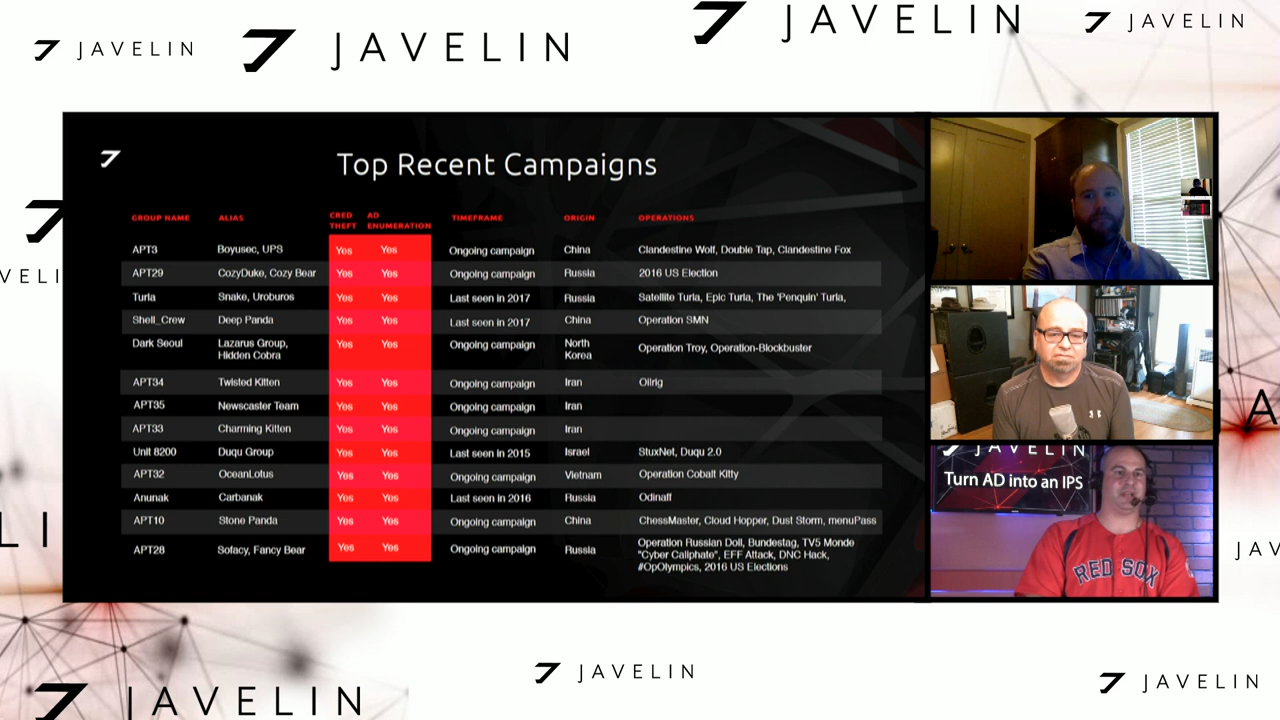 JAVELIN
JAVELIN
JAVELIN
JAVELIN
Top Recent Campaigns
GROUP NAME ALIAS CRED THEFT AD ENUMERATION TIMEFRAME ORIGIN OPERATIONS
APT3 Boyusec, UPS Yes Yes Ongoing campaign China Clandestine Wolf, Double Tap, Clandestine Fox
APT29 CozyDuke, Cozy Bear Yes Yes Ongoing campaign Russia 2016 US Election
Turla Snake, Uroburos Yes Yes Last seen in 2017 Russia Satellite Turla, Epic Turla, The 'Penquin' Turla,
Shell_Crew Deep Panda Yes Yes Last seen in 2017 China Operation SMN
Dark Seoul Lazarus Group, Yes Yes Ongoing campaign North Operation Troy, Operation-Blockbuster
Hidden Cobra Korea
APT34 Twisted Kitten Yes Yes Ongoing campaign Iran Oilrig
APT35 Newscaster Team Yes Yes Ongoing campaign Iran
APT33 Charming Kitten Yes Yes Ongoing campaign Iran
Unit 8200 Duqu Group Yes Yes Last seen in 2015 Israel StuxNet, Duqu 2.0
APT32 OceanLotus Yes Yes Ongoing campaign Vietnam Operation Cobalt Kitty
Anunak Carbanak Yes Yes Last seen in 2016 Russia Odinaff
APT10 Stone Panda Yes Yes Ongoing campaign China ChessMaster, Cloud Hopper, Dust Storm, menuPass
APT28 Sofacy, Fancy Bear Yes Yes Ongoing campaign Russia Operation Russian Doll, Bundestag, TV5 Monde
"Cyber Caliphate", EFF Attack, DNC Hack,
#OpOlympics, 2016 US Elections
JAVELIN
Turn AD into an IPS
RED SOX
VELI
LI
A
JAV
JAVELIN
JAVELIN
JAVELIN